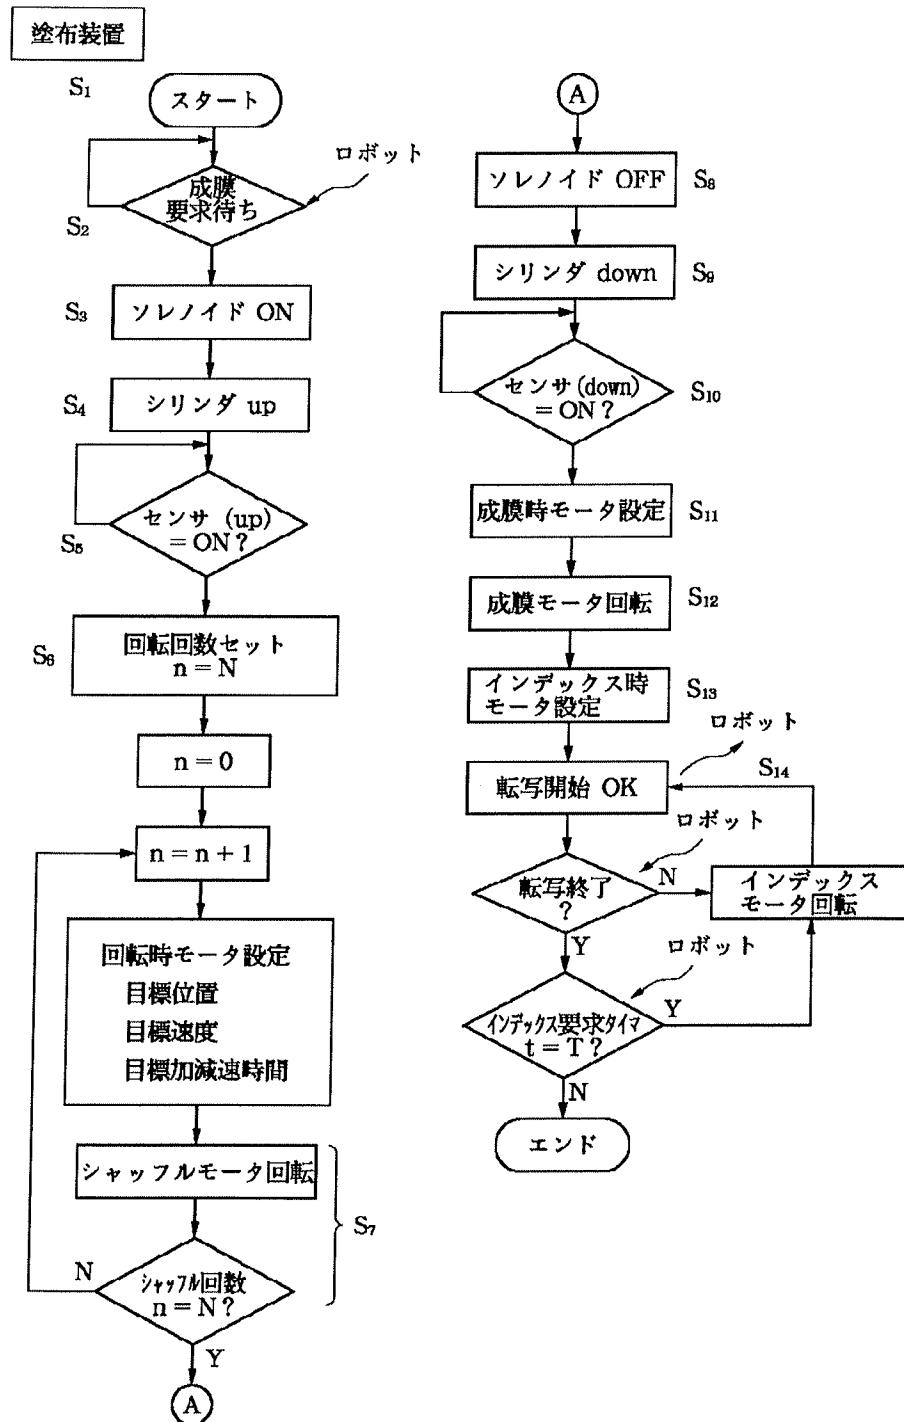 塗布装置
S1
スタート
ロボット
成膜
要求待ち
S2
S3
ソレノイド ON
S4
シリンダ up
センサ (up)
= ON?
S5
S6
回転回数セット
n = N
n = 0
n = n + 1
回転時モータ設定
目標位置
目標速度
目標加減速時間
シャッフルモータ回転
S7
シャッフル回数
n = N?
N
Y
A
A
ソレノイド OFF
S8
シリンダ down
S9
センサ (down)
= ON?
S10
成膜時モータ設定
S11
成膜モータ回転
S12
インデックス時
モータ設定
S13
ロボット
転写開始 OK
S14
ロボット
転写終了
?
N
インデックス
モータ回転
Y
ロボット
インデックス要求タイマ
t = T?
Y
N
エンド